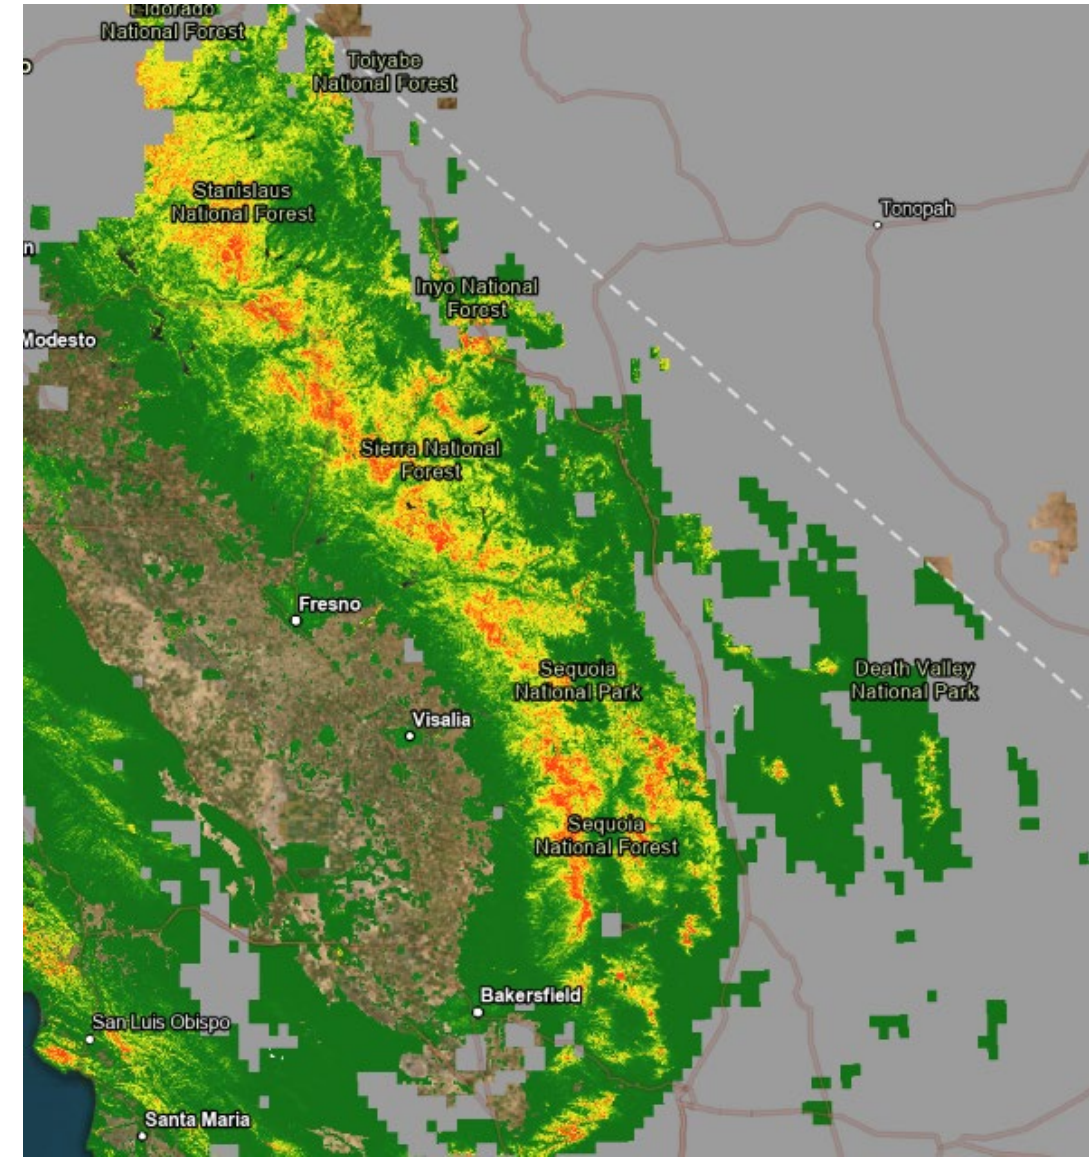 Eldorado
National Forest
Toiyabe
National Forest
Stanislaus
National Forest
Tonopah
Inyo National
Forest
Modesto
Sierra National
Forest
Fresno
Sequoia
National Park
Death Valley
National Park
Visalia
Sequoia
National Forest
Bakersfield
San Luis Obispo
Santa Maria